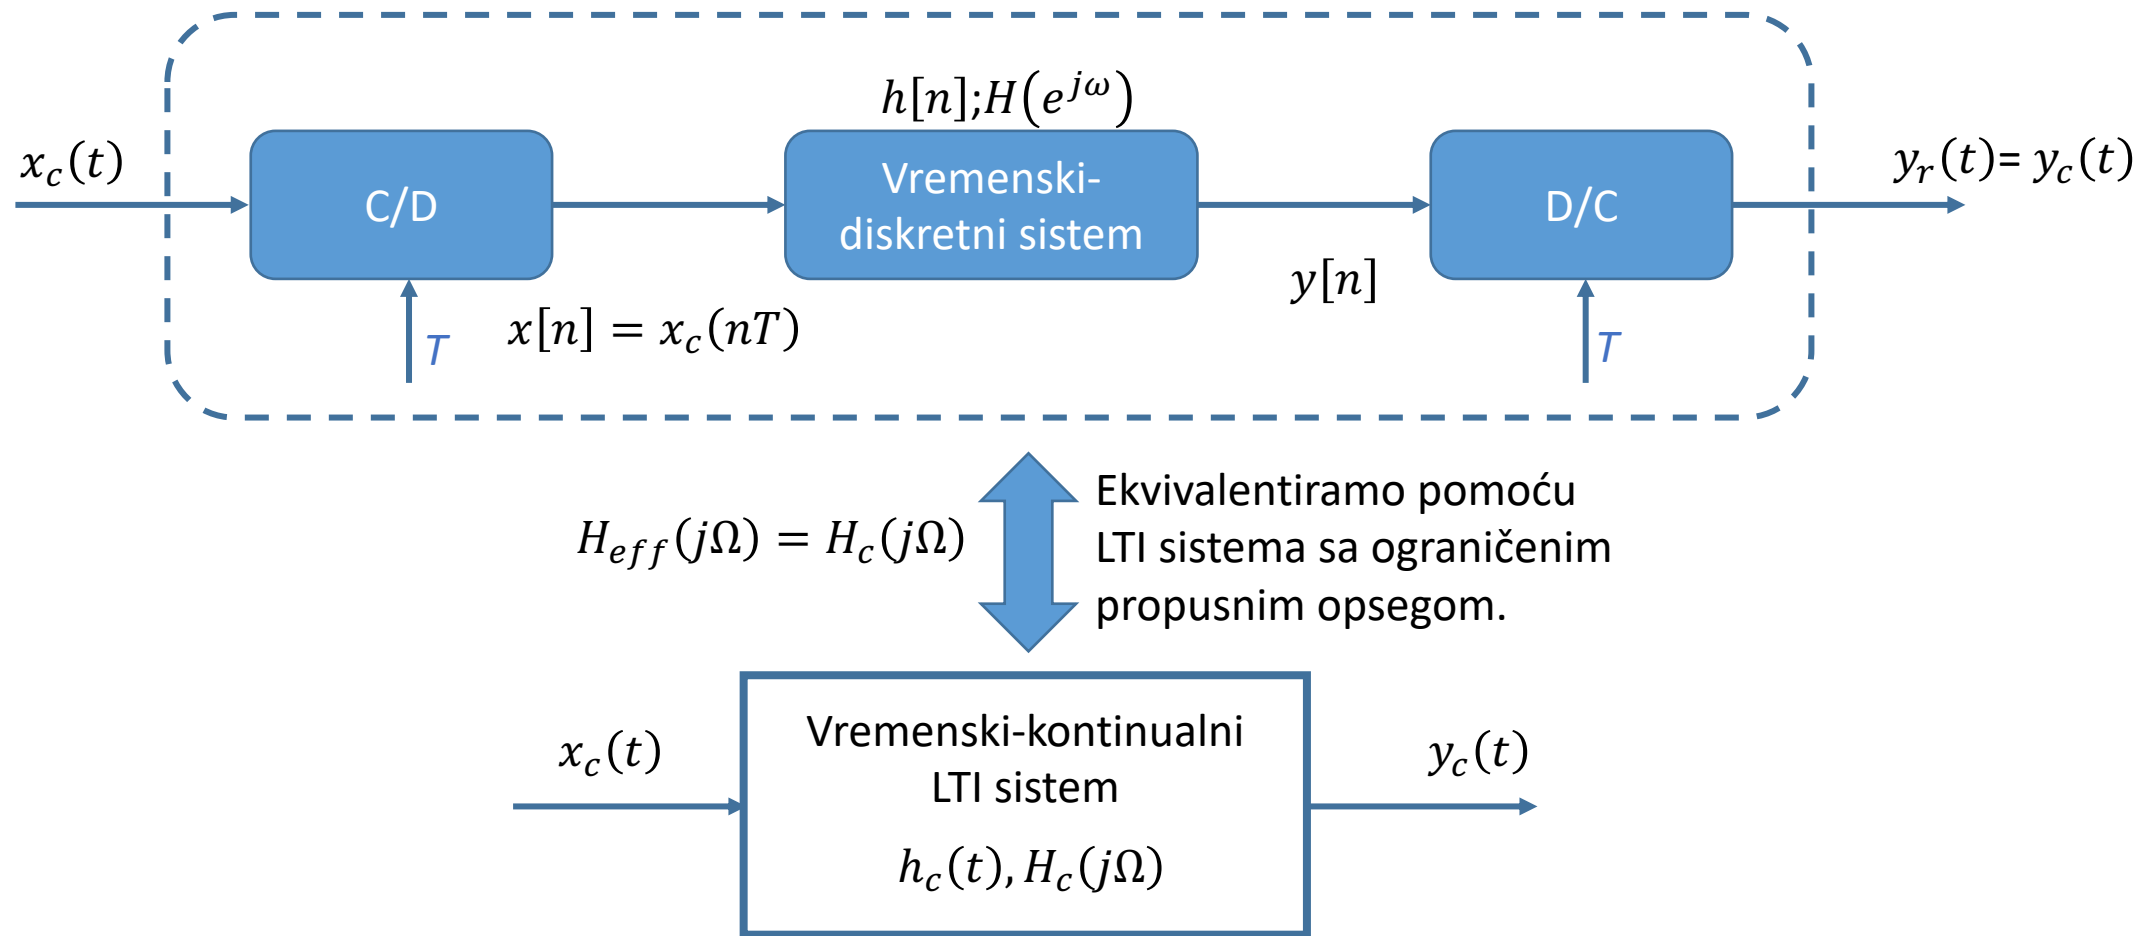 h[n];H(e^{jω})
x_c(t)
C/D
Vremenski-
diskretni sistem
D/C
y_r(t)= y_c(t)
T
x[n] = x_c(nT)
y[n]
T
H_{eff}(jΩ) = H_c(jΩ)
Ekvivalentiramo pomoću
LTI sistema sa ograničenim
propusnim opsegom.
x_c(t)
Vremenski-kontinualni
LTI sistem
h_c(t), H_c(jΩ)
y_c(t)